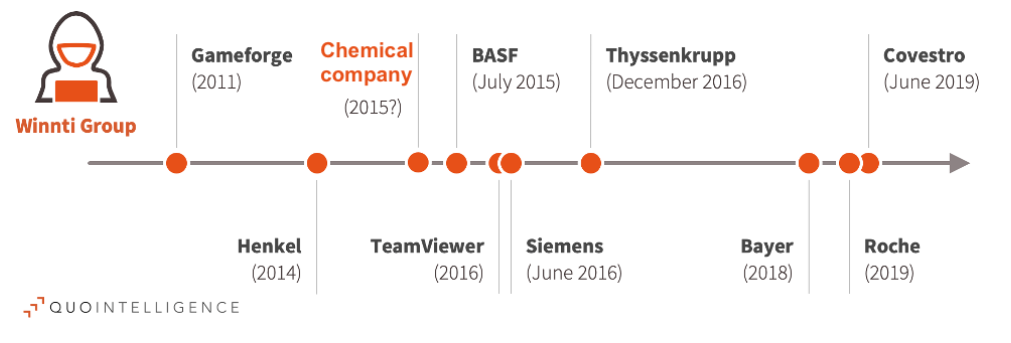 Winnti Group
Gameforge
(2011)
Chemical
company
(2015?)
BASF
(July 2015)
Thyssenkrupp
(December 2016)
Covestro
(June 2019)
Henkel
(2014)
TeamViewer
(2016)
Siemens
(June 2016)
Bayer
(2018)
Roche
(2019)
QUOINTELLIGENCE